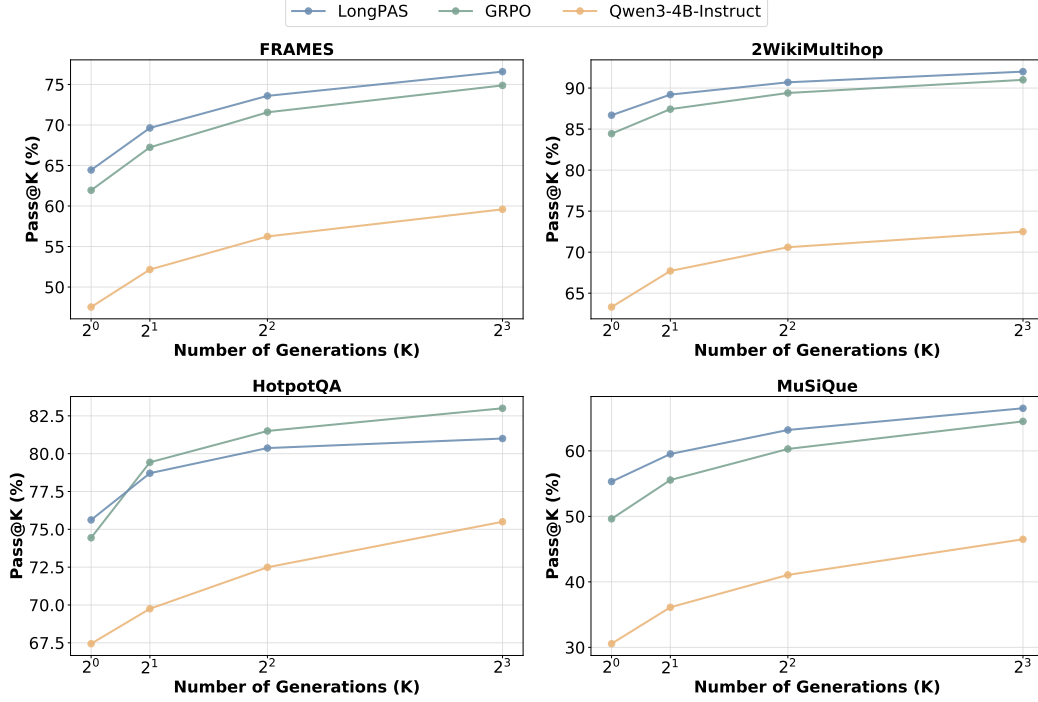 LongPAS GRPO Qwen3-4B-Instruct
FRAMES
Pass@K (%)
75
70
65
60
55
50
2^0 2^1 2^2 2^3
Number of Generations (K)
2WikiMultihop
Pass@K (%)
90
85
80
75
70
65
2^0 2^1 2^2 2^3
Number of Generations (K)
HotpotQA
Pass@K (%)
82.5
80.0
77.5
75.0
72.5
70.0
67.5
2^0 2^1 2^2 2^3
Number of Generations (K)
MuSiQue
Pass@K (%)
60
50
40
30
2^0 2^1 2^2 2^3
Number of Generations (K)